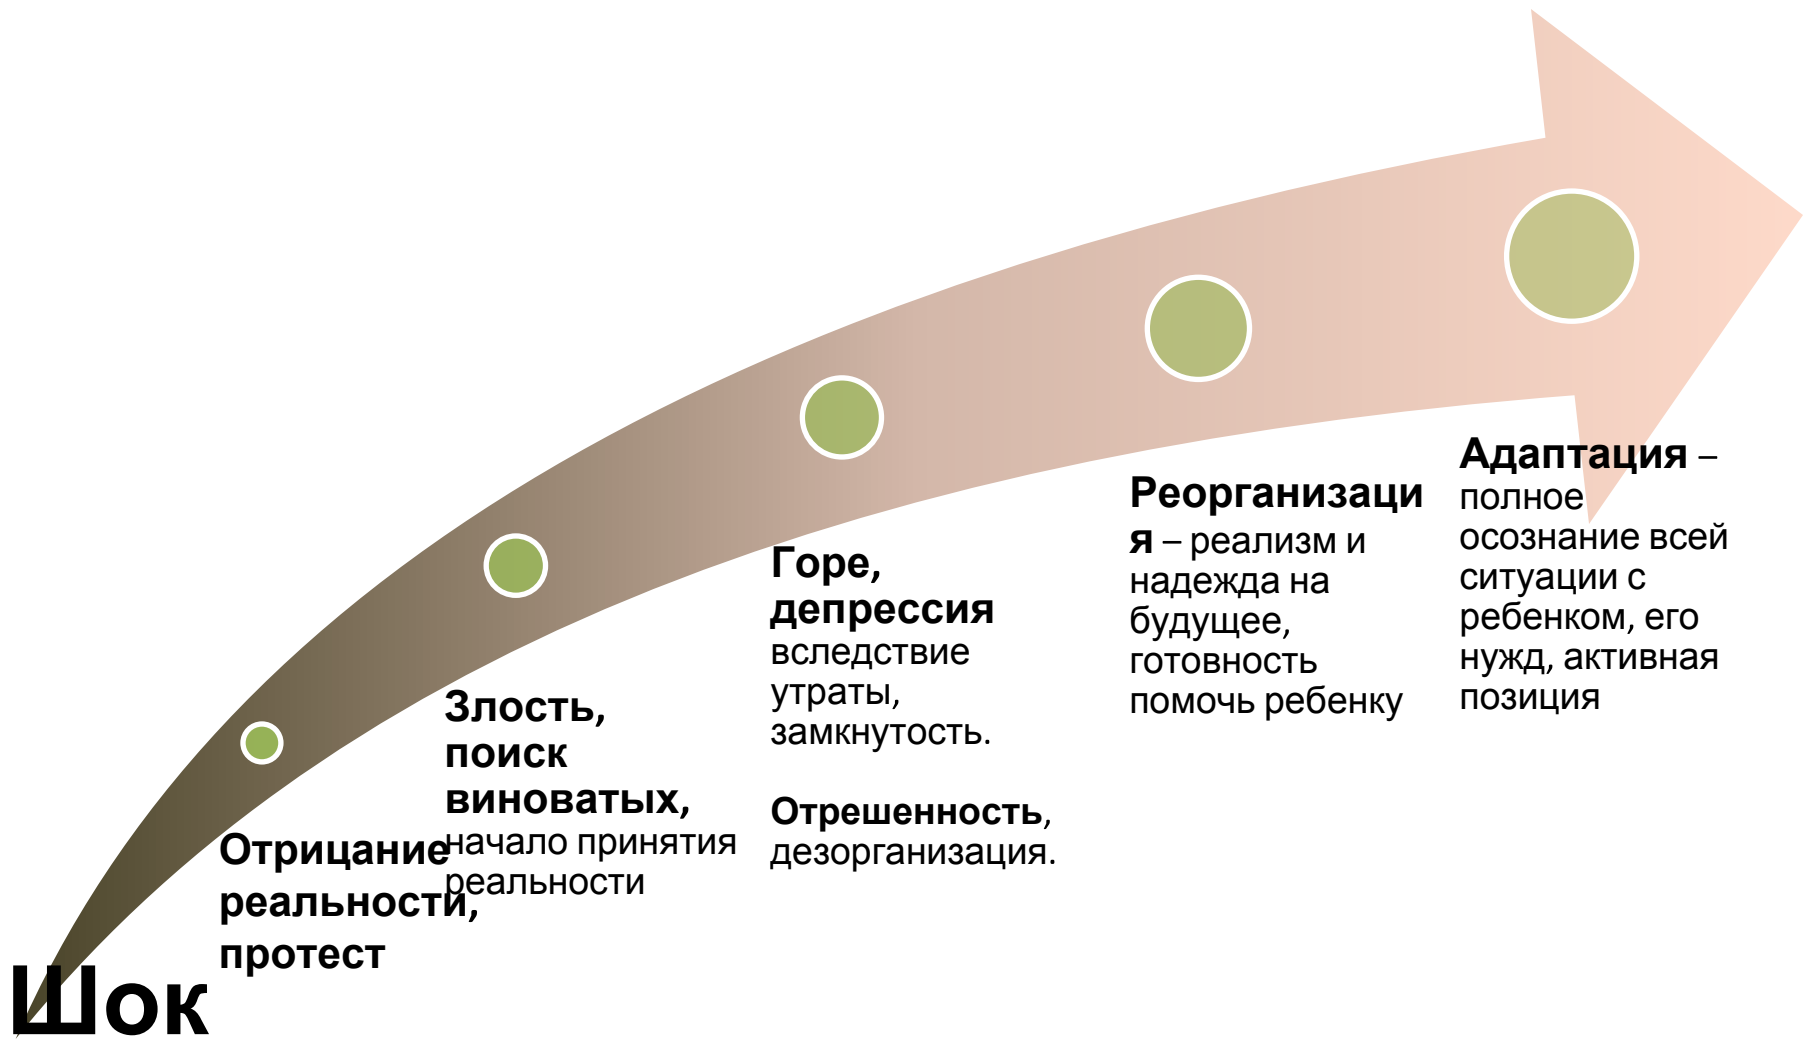 Шок
Отрицание
реальности,
протест
Злость,
поиск
виноватых,
начало принятия
реальности
Горе,
депрессия
вследствие
утраты,
замкнутость.
Отрешенность,
дезорганизация.
Реорганизаци
я – реализм и
надежда на
будущее,
готовность
помочь ребенку
Адаптация –
полное
осознание всей
ситуации с
ребенком, его
нужд, активная
позиция